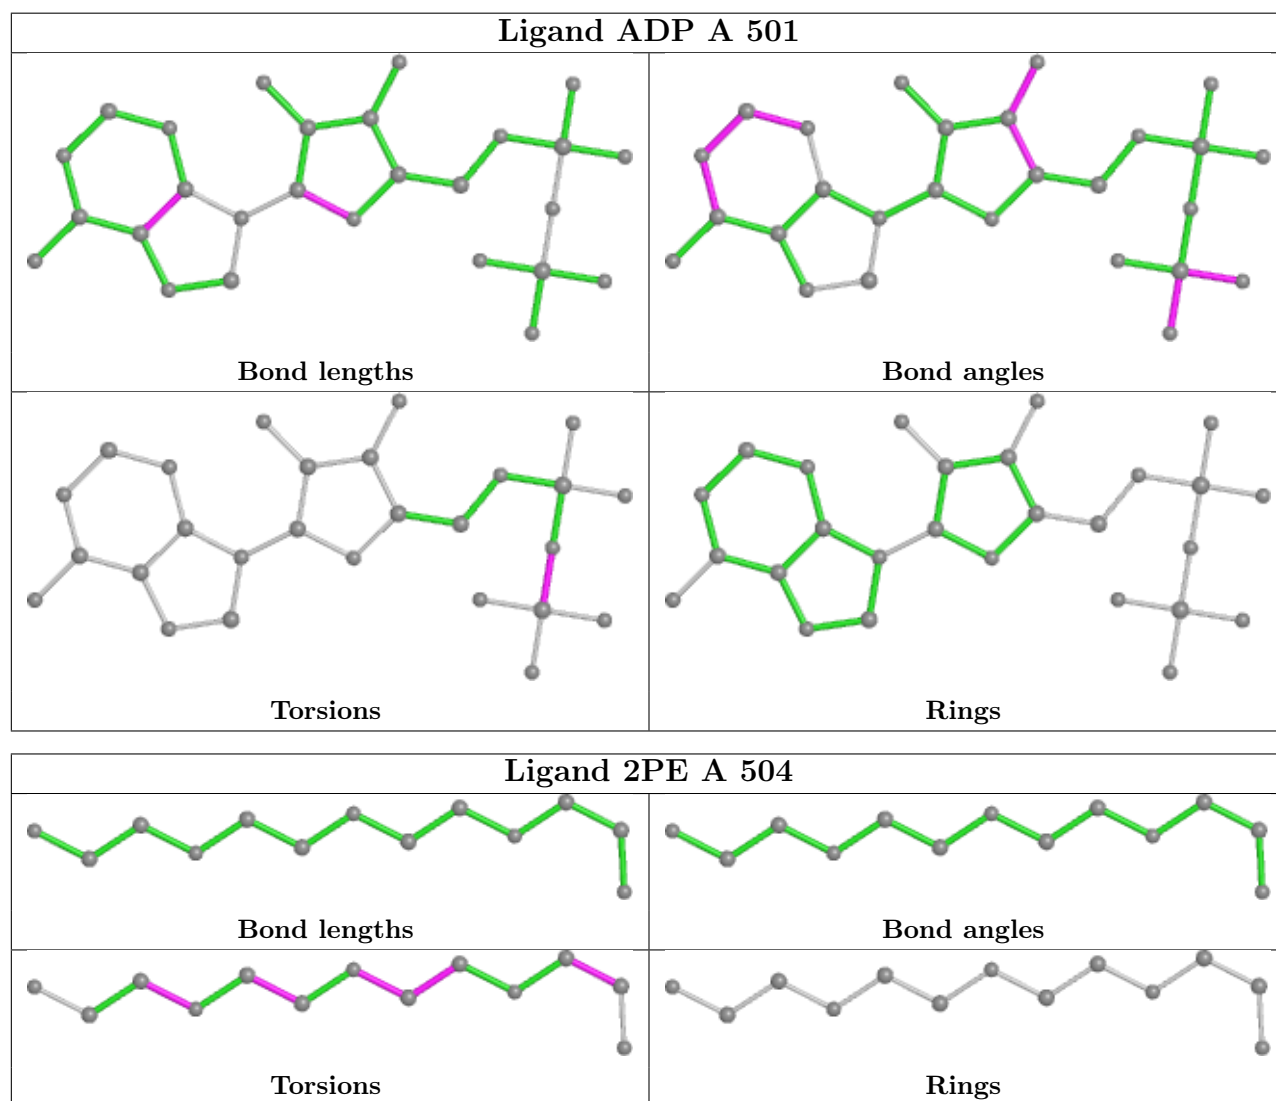 Ligand ADP A 501
Bond lengths
Bond angles
Torsions
Rings
Ligand 2PE A 504
Bond lengths
Bond angles
Torsions
Rings